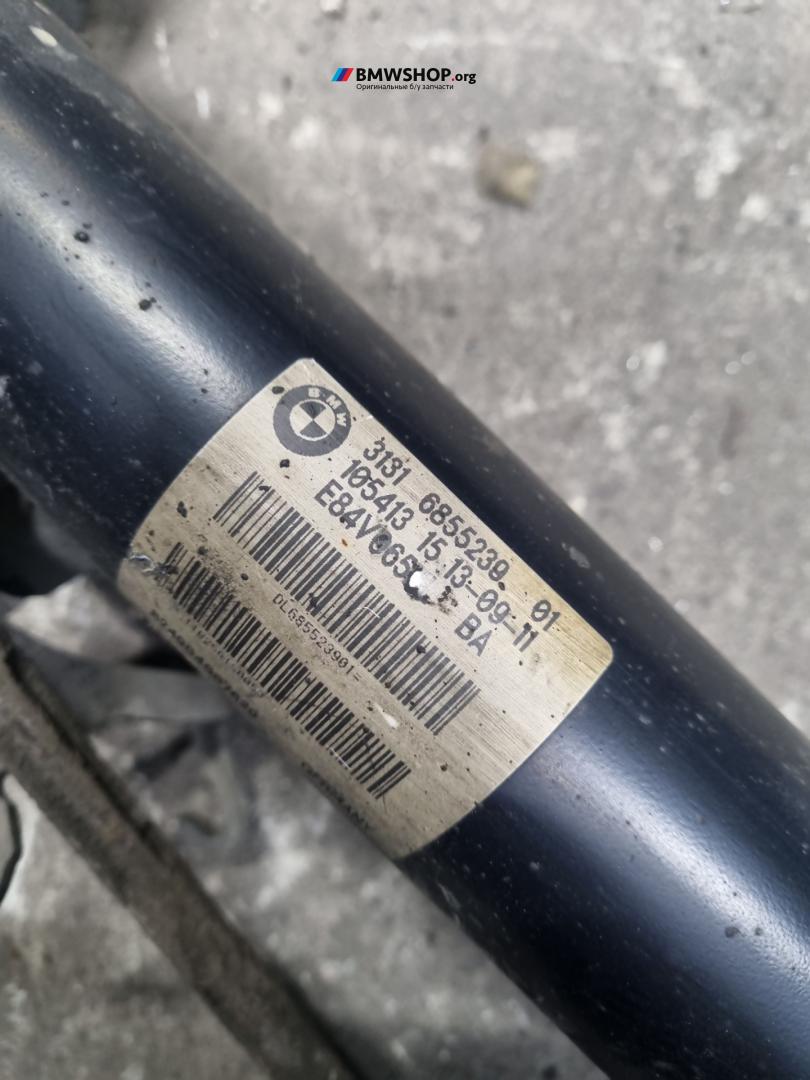 BMWSHOP.org
Оригинальные б/у запчасти
BMW
3131 6855239 01
105413 15 13-09-11
BA
DL685523901-